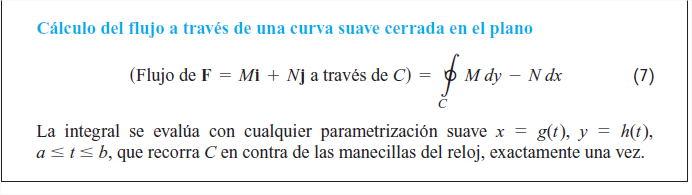 Cálculo del flujo a través de una curva suave cerrada en el plano
(Flujo de F = Mi + Nj a través de C) = ∮_C M dy − N dx (7)
La integral se evalúa con cualquier parametrización suave x = g(t), y = h(t),
a ≤ t ≤ b, que recorra C en contra de las manecillas del reloj, exactamente una vez.